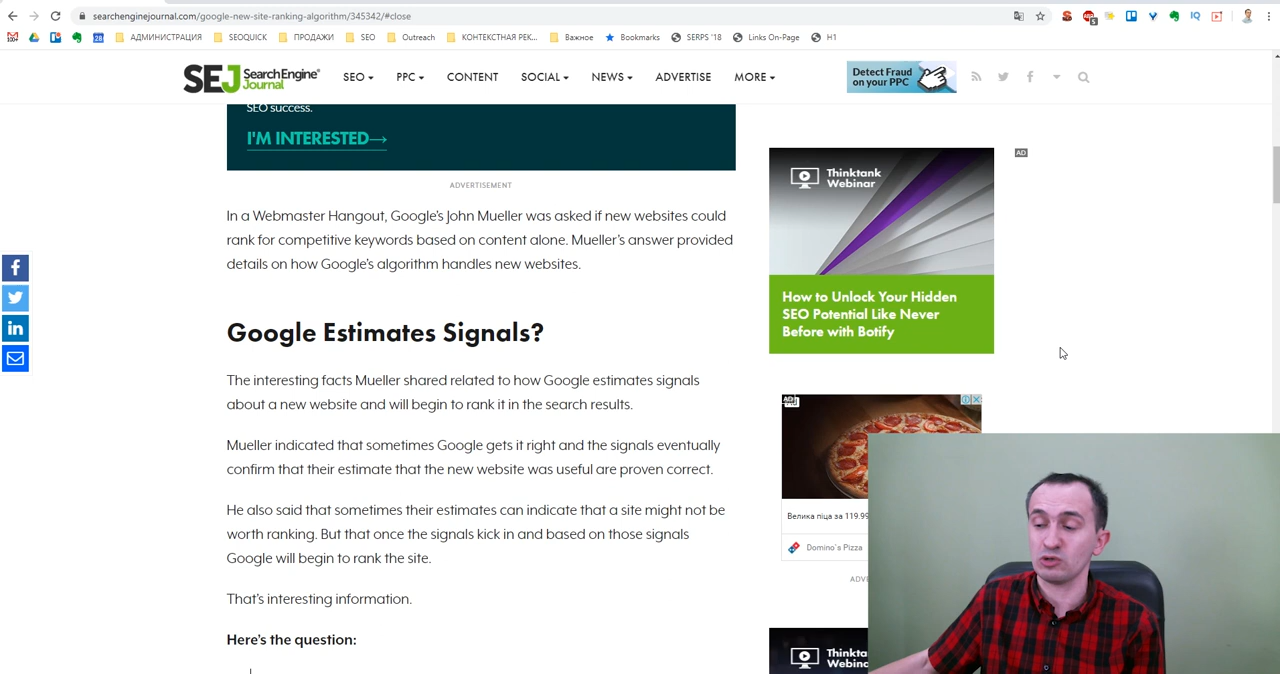 searchenginejournal.com/google-new-site-ranking-algorithm/345342/#close
АДМИНИСТРАЦИЯ
SEOQUICK
ПРОДАЖИ
SEO
Outreach
КОНТЕКСТНАЯ РЕК...
Важное
Bookmarks
SERPS '18
Links On-Page
H1
SEJ Search Engine Journal
SEO
PPC
CONTENT
SOCIAL
NEWS
ADVERTISE
MORE
Detect Fraud
on your PPC
SEO success.
I'M INTERESTED→
ADVERTISEMENT
In a Webmaster Hangout, Google's John Mueller was asked if new websites could
rank for competitive keywords based on content alone. Mueller's answer provided
details on how Google's algorithm handles new websites.
Google Estimates Signals?
The interesting facts Mueller shared related to how Google estimates signals
about a new website and will begin to rank it in the search results.
Mueller indicated that sometimes Google gets it right and the signals eventually
confirm that their estimate that the new website was useful are proven correct.
He also said that sometimes their estimates can indicate that a site might not be
worth ranking. But that once the signals kick in and based on those signals
Google will begin to rank the site.
That's interesting information.
Here's the question:
AD
Thinktank
Webinar
How to Unlock Your Hidden
SEO Potential Like Never
Before with Botify
AD
Велика піца за 119.99
Domino's Pizza
ADV
Thinkta
Webina